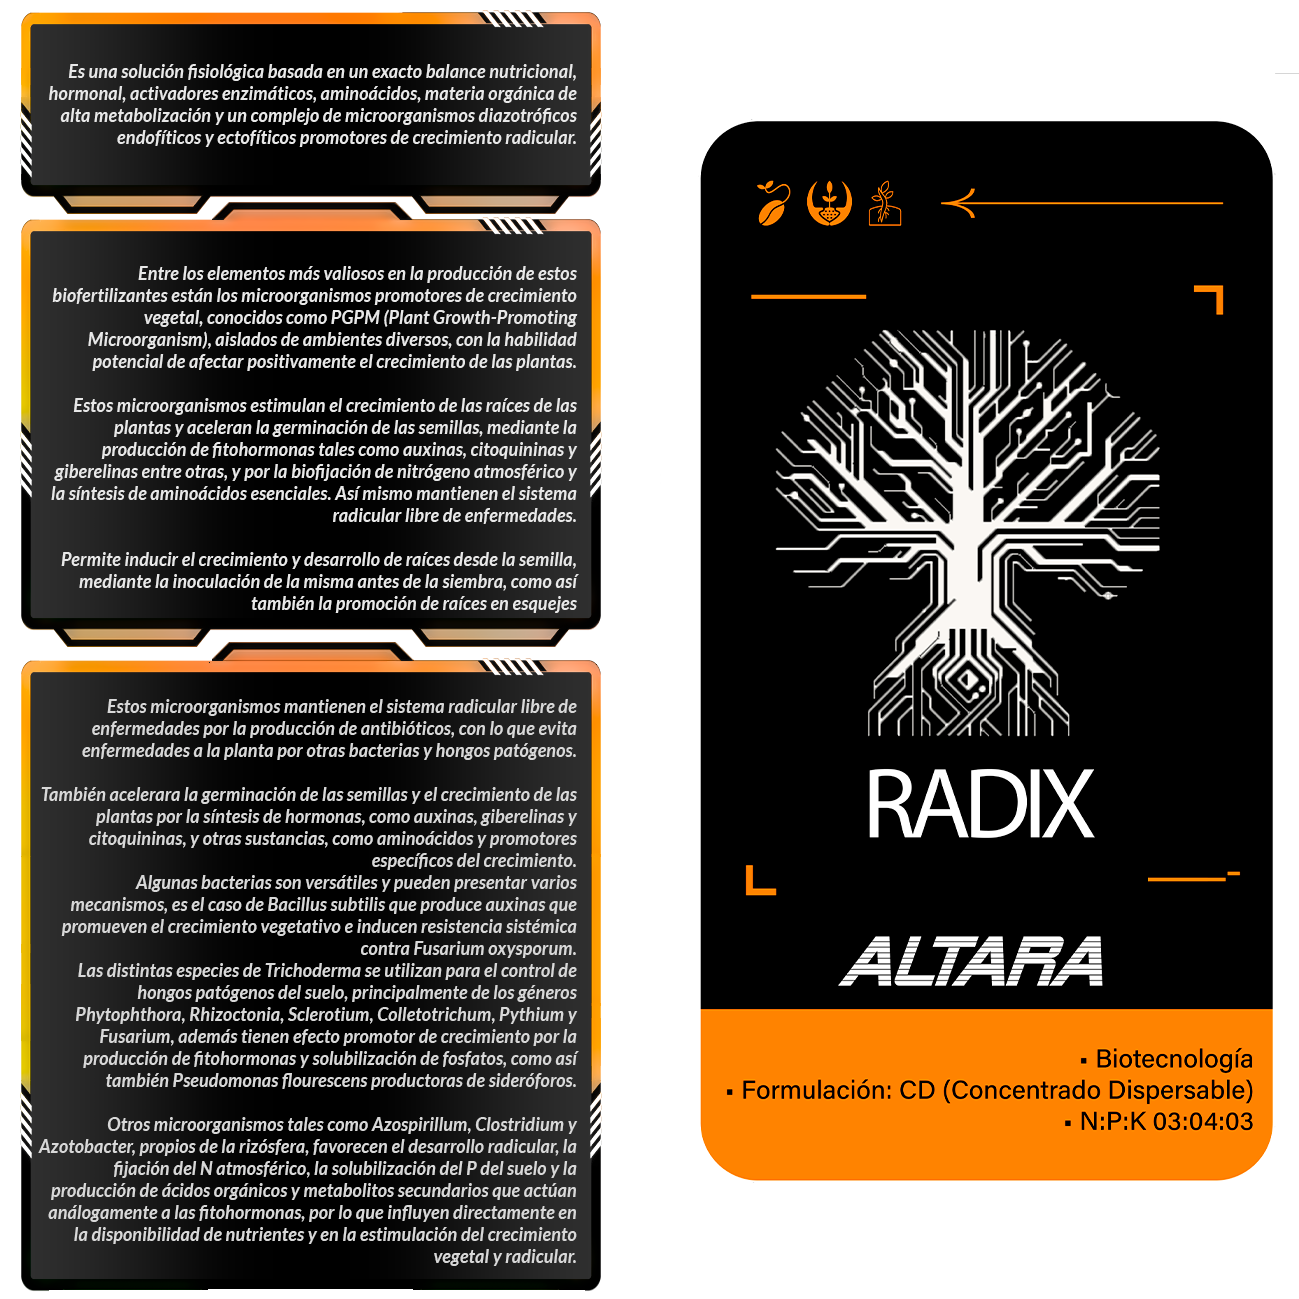 Es una solución fisiológica basada en un exacto balance nutricional,
hormonal, activadores enzimáticos, aminoácidos, materia orgánica de
alta metabolización y un complejo de microorganismos diazotróficos
endofíticos y ectofíticos promotores de crecimiento radicular.
Entre los elementos más valiosos en la producción de estos
biofertilizantes están los microorganismos promotores de crecimiento
vegetal, conocidos como PGPM (Plant Growth-Promoting
Microorganism), aislados de ambientes diversos, con la habilidad
potencial de afectar positivamente el crecimiento de las plantas.
Estos microorganismos estimulan el crecimiento de las raíces de las
plantas y aceleran la germinación de las semillas, mediante la
producción de fitohormonas tales como auxinas, citoquininas y
giberelinas entre otras, y por la biofijación de nitrógeno atmosférico y
la síntesis de aminoácidos esenciales. Así mismo mantienen el sistema
radicular libre de enfermedades.
Permite inducir el crecimiento y desarrollo de raíces desde la semilla,
mediante la inoculación de la misma antes de la siembra, como así
también la promoción de raíces en esquejes
Estos microorganismos mantienen el sistema radicular libre de
enfermedades por la producción de antibióticos, con lo que evita
enfermedades a la planta por otras bacterias y hongos patógenos.
También acelerara la germinación de las semillas y el crecimiento de las
plantas por la síntesis de hormonas, como auxinas, giberelinas y
citoquininas, y otras sustancias, como aminoácidos y promotores
específicos del crecimiento.
Algunas bacterias son versátiles y pueden presentar varios
mecanismos, es el caso de Bacillus subtilis que produce auxinas que
promueven el crecimiento vegetativo e inducen resistencia sistémica
contra Fusarium oxysporum.
Las distintas especies de Trichoderma se utilizan para el control de
hongos patógenos del suelo, principalmente de los géneros
Phytophthora, Rhizoctonia, Sclerotium, Colletotrichum, Pythium y
Fusarium, además tienen efecto promotor de crecimiento por la
producción de fitohormonas y solubilización de fosfatos, como así
también Pseudomonas flourescens productoras de sideróforos.
Otros microorganismos tales como Azospirillum, Clostridium y
Azotobacter, propios de la rizósfera, favorecen el desarrollo radicular, la
fijación del N atmosférico, la solubilización del P del suelo y la
producción de ácidos orgánicos y metabolitos secundarios que actúan
análogamente a las fitohormonas, por lo que influyen directamente en
la disponibilidad de nutrientes y en la estimulación del crecimiento
vegetal y radicular.
RADIX
ALTARA
▪ Biotecnología
▪ Formulación: CD (Concentrado Dispersable)
▪ N:P:K 03:04:03